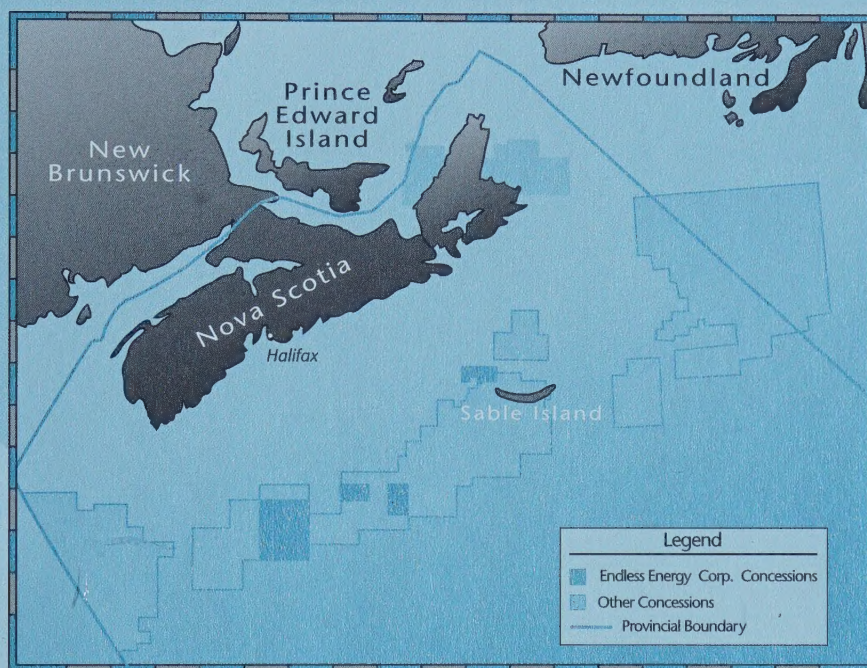 Newfoundland
Prince
Edward
Island
New
Brunswick
Nova Scotia
Halifax
Sable Island
Legend
Endless Energy Corp. Concessions
Other Concessions
Provincial Boundary